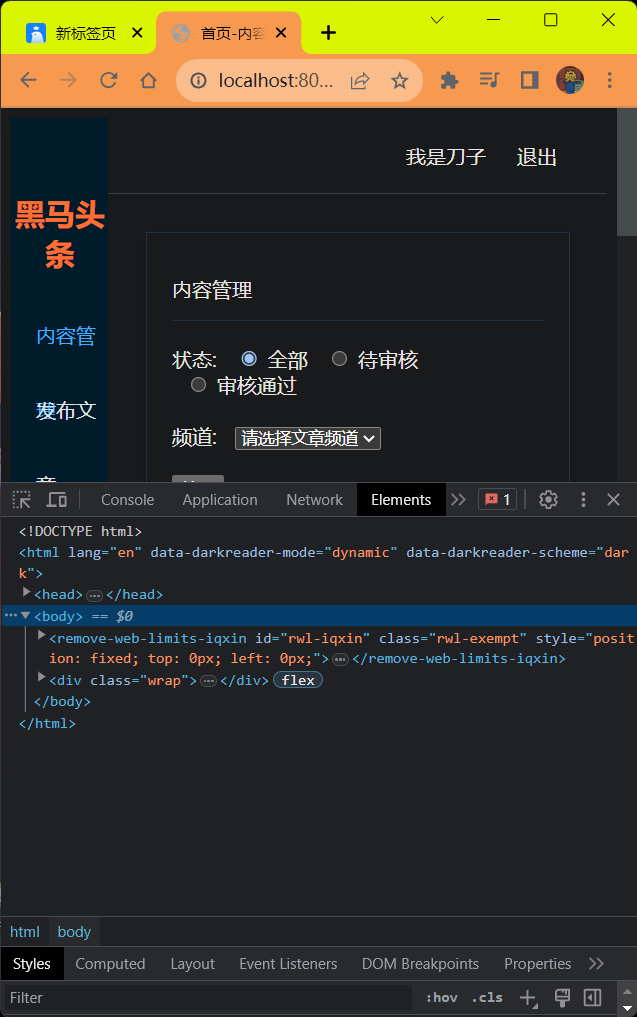 新标签页
首页-内容
localhost:80...
我是刀子 退出
黑马头
条
内容管
发布文
内容管理
状态: 全部 待审核
审核通过
频道: 请选择文章频道
Console Application Network Elements 1
<!DOCTYPE html>
<html lang="en" data-darkreader-mode="dynamic" data-darkreader-scheme="dar
k">
<head>…</head>
<body> == $0
<remove-web-limits-iqxin id="rwl-iqxin" class="rwl-exempt" style="posit
ion: fixed; top: 0px; left: 0px;">…</remove-web-limits-iqxin>
<div class="wrap">…</div> flex
</body>
</html>
html body
Styles Computed Layout Event Listeners DOM Breakpoints Properties
Filter :hov .cls